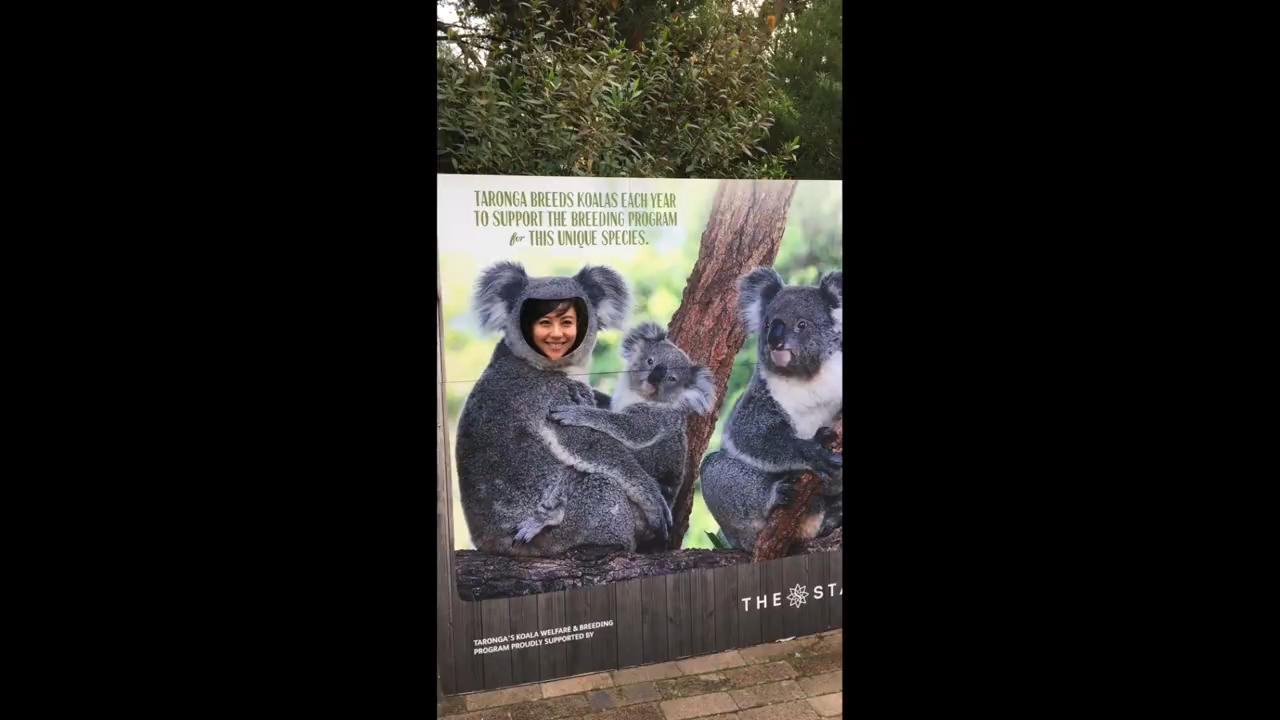 TARONGA BREEDS KOALAS EACH YEAR
TO SUPPORT THE BREEDING PROGRAM
for THIS UNIQUE SPECIES.
THE STA
TARONGA'S KOALA WELFARE & BREEDING
PROGRAM PROUDLY SUPPORTED BY